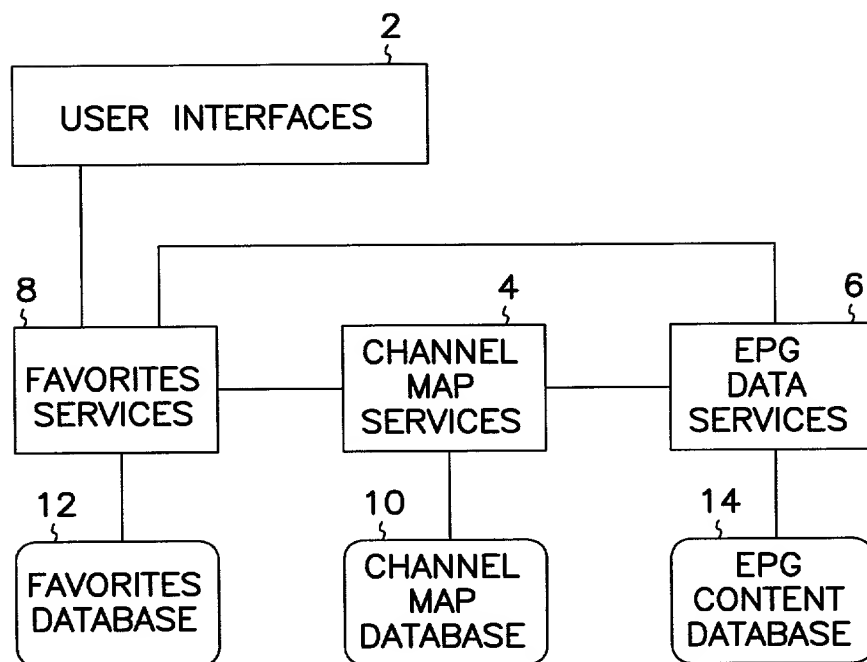 2
USER INTERFACES
8
4
6
FAVORITES
SERVICES
CHANNEL
MAP
SERVICES
EPG
DATA
SERVICES
12
10
14
FAVORITES
DATABASE
CHANNEL
MAP
DATABASE
EPG
CONTENT
DATABASE